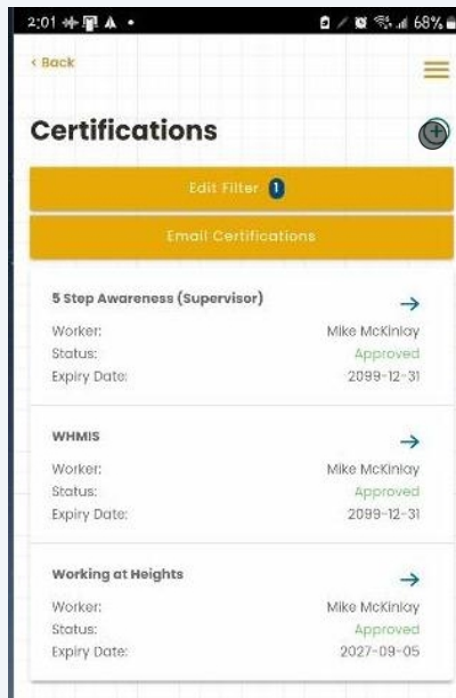 2:01 68%
< Back
Certifications
Edit Filter 1
Email Certifications
5 Step Awareness (Supervisor)
Worker: Mike McKinlay
Status: Approved
Expiry Date: 2099-12-31
WHMIS
Worker: Mike McKinlay
Status: Approved
Expiry Date: 2099-12-31
Working at Heights
Worker: Mike McKinlay
Status: Approved
Expiry Date: 2027-09-05